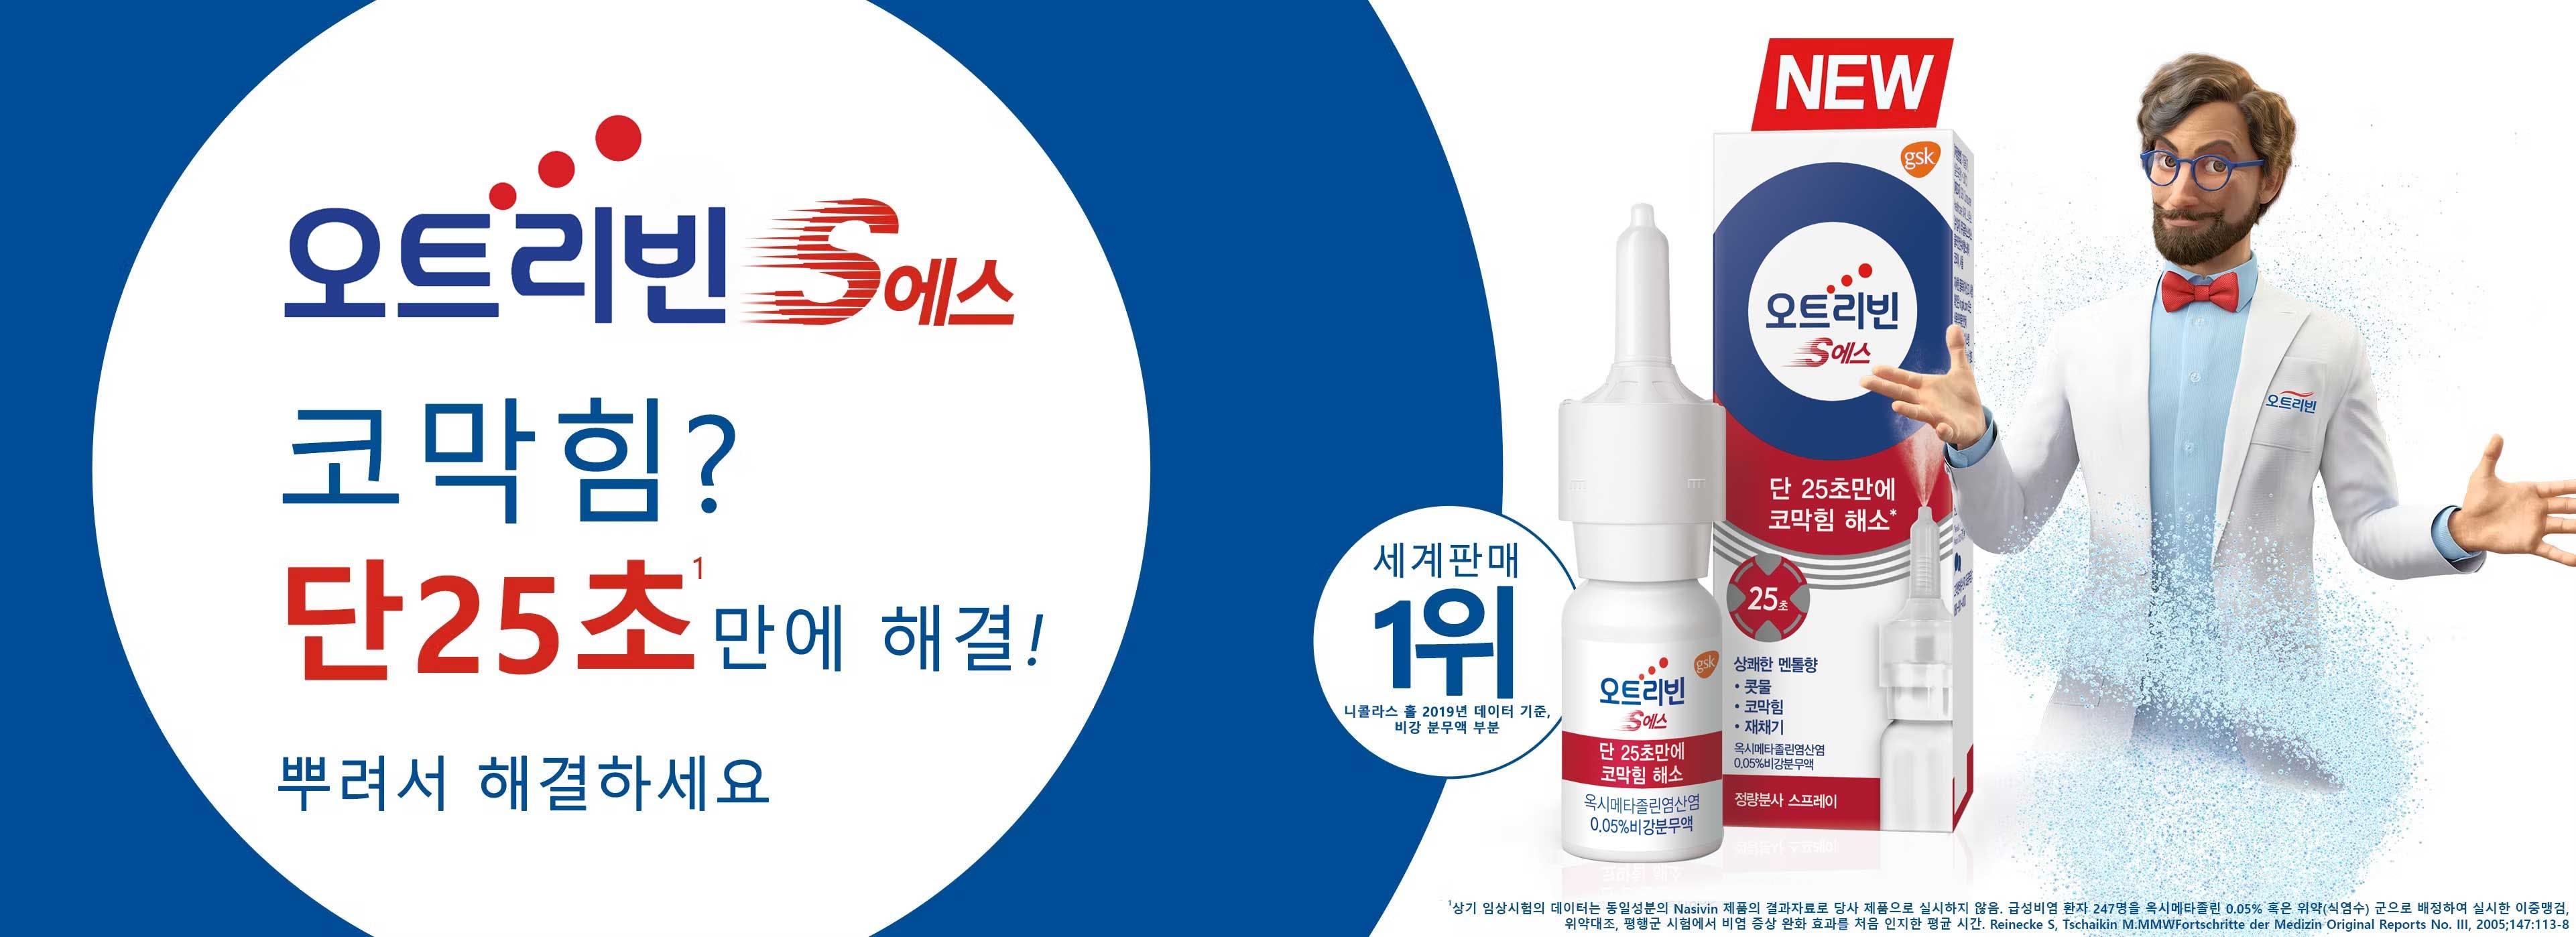 오트리빈 S에스
코막힘?
단25초¹만에 해결!
뿌려서 해결하세요
세계판매
1위
니콜라스 홀 2019년 데이터 기준,
비강 분무액 부분
오트리빈
gsk
S에스
단 25초만에
코막힘 해소
옥시메타졸린염산염
0.05%비강분무액
NEW
gsk
오트리빈
S에스
단 25초만에
코막힘 해소*
25초
상쾌한 멘톨향
• 콧물
• 코막힘
• 재채기
옥시메타졸린염산염
0.05%비강분무액
정량분사 스프레이
오트리빈
¹상기 임상시험의 데이터는 동일성분의 Nasivin 제품의 결과자료로 당사 제품으로 실시하지 않음. 급성비염 환자 247명을 옥시메타졸린 0.05% 혹은 위약(식염수) 군으로 배정하여 실시한 이중맹검,
위약대조, 평행군 시험에서 비염 증상 완화 효과를 처음 인지한 평균 시간. Reinecke S, Tschaikin M.MMWFortschritte der Medizin Original Reports No. III, 2005;147:113-8